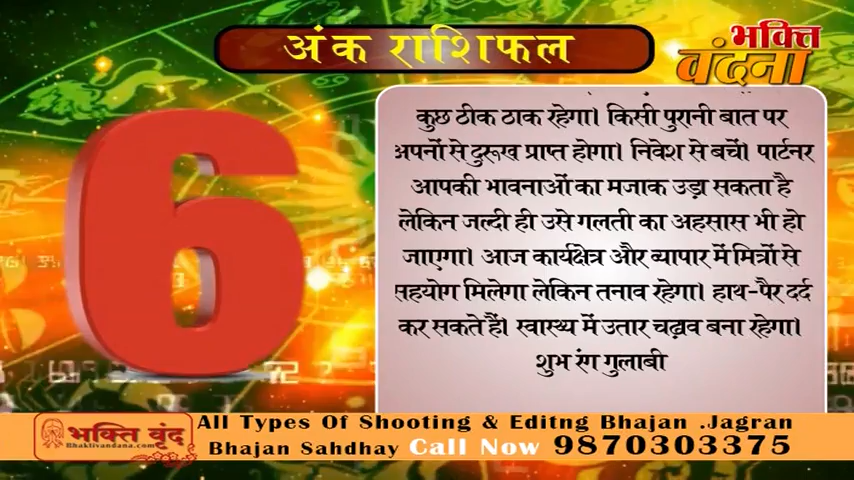 अंक राशिफल
भक्ति
वंदना
6
कुछ ठीक ठाक रहेगा। किसी पुरानी बात पर
अपनों से दुरूख प्राप्त होगा। निवेश से बचें। पार्टनर
आपकी भावनाओं का मजाक उड़ा सकता है
लेकिन जल्दी ही उसे गलती का अहसास भी हो
जाएगा। आज कार्यक्षेत्र और व्यापार में मित्रों से
सहयोग मिलेगा लेकिन तनाव रहेगा। हाथ-पैर दर्द
कर सकते हैं। स्वास्थ्य में उतार चढ़ाव बना रहेगा।
शुभ रंग गुलाबी
भक्ति वृंद
Bhaktivandana.com
All Types Of Shooting & Editng Bhajan .Jagran
Bhajan Sahdhay Call Now 9870303375